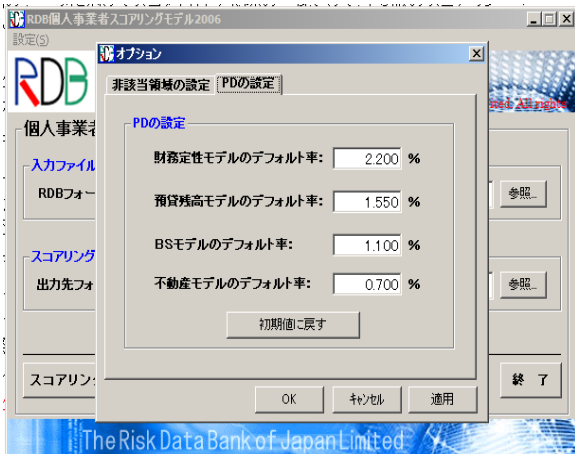 RDB個人事業者スコアリングモデル2006
設定(S)
RDB
オプション
非該当領域の設定
PDの設定
PDの設定
財務定性モデルのデフォルト率: 2.200 %
預貸残高モデルのデフォルト率: 1.550 %
BSモデルのデフォルト率: 1.100 %
不動産モデルのデフォルト率: 0.700 %
初期値に戻す
OK
キャンセル
適用
個人事業者
入力ファイル
RDBフォー
参照...
スコアリング
出力先フォ
参照...
スコアリング
終 了
All rights
The Risk Data Bank of Japan Limited